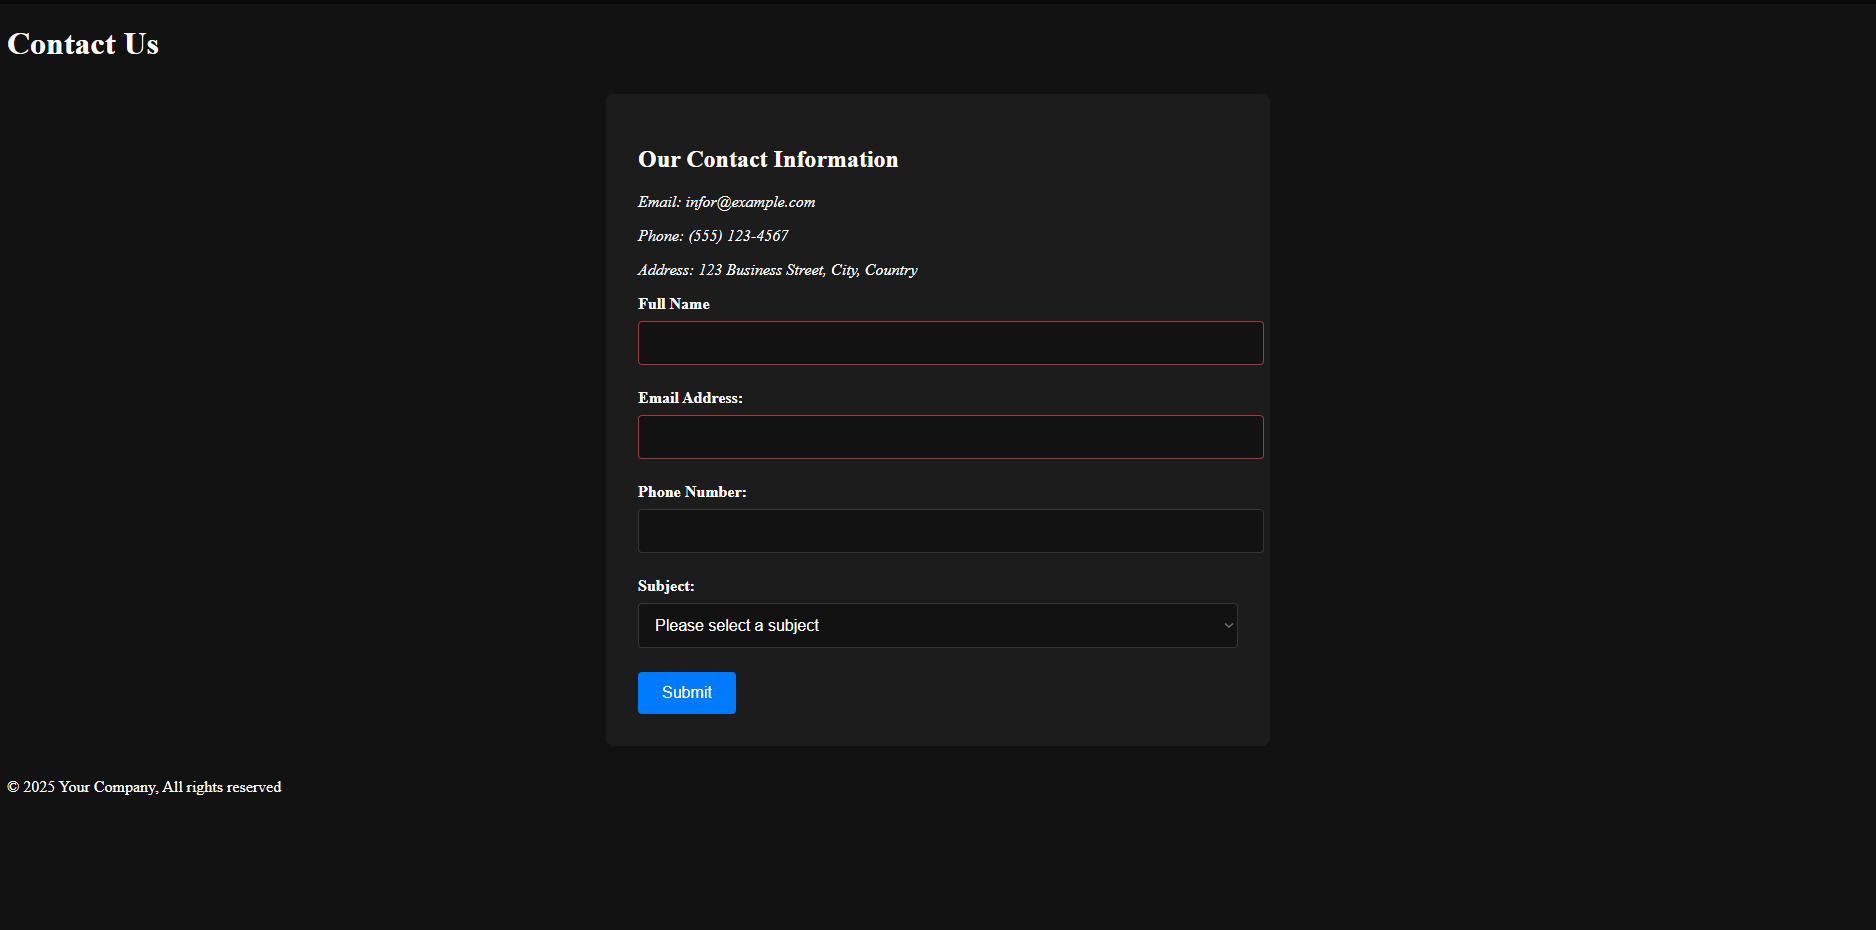 Contact Us
Our Contact Information
Email: infor@example.com
Phone: (555) 123-4567
Address: 123 Business Street, City, Country
Full Name
Email Address:
Phone Number:
Subject:
Please select a subject
Submit
© 2025 Your Company, All rights reserved